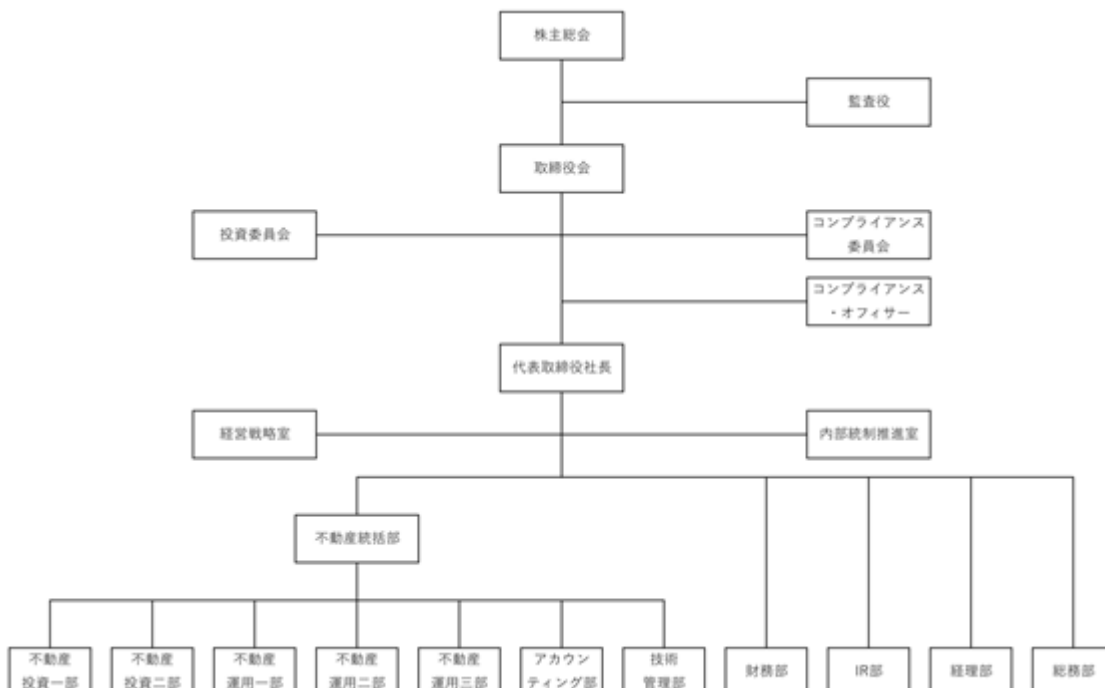 株主総会
監査役
取締役会
投資委員会
コンプライアンス
委員会
コンプライアンス
・オフィサー
代表取締役社長
経営戦略室
内部統制推進室
不動産統括部
不動産
投資一部
不動産
投資二部
不動産
運用一部
不動産
運用二部
不動産
運用三部
アカウン
ティング部
技術
管理部
財務部
IR部
経理部
総務部